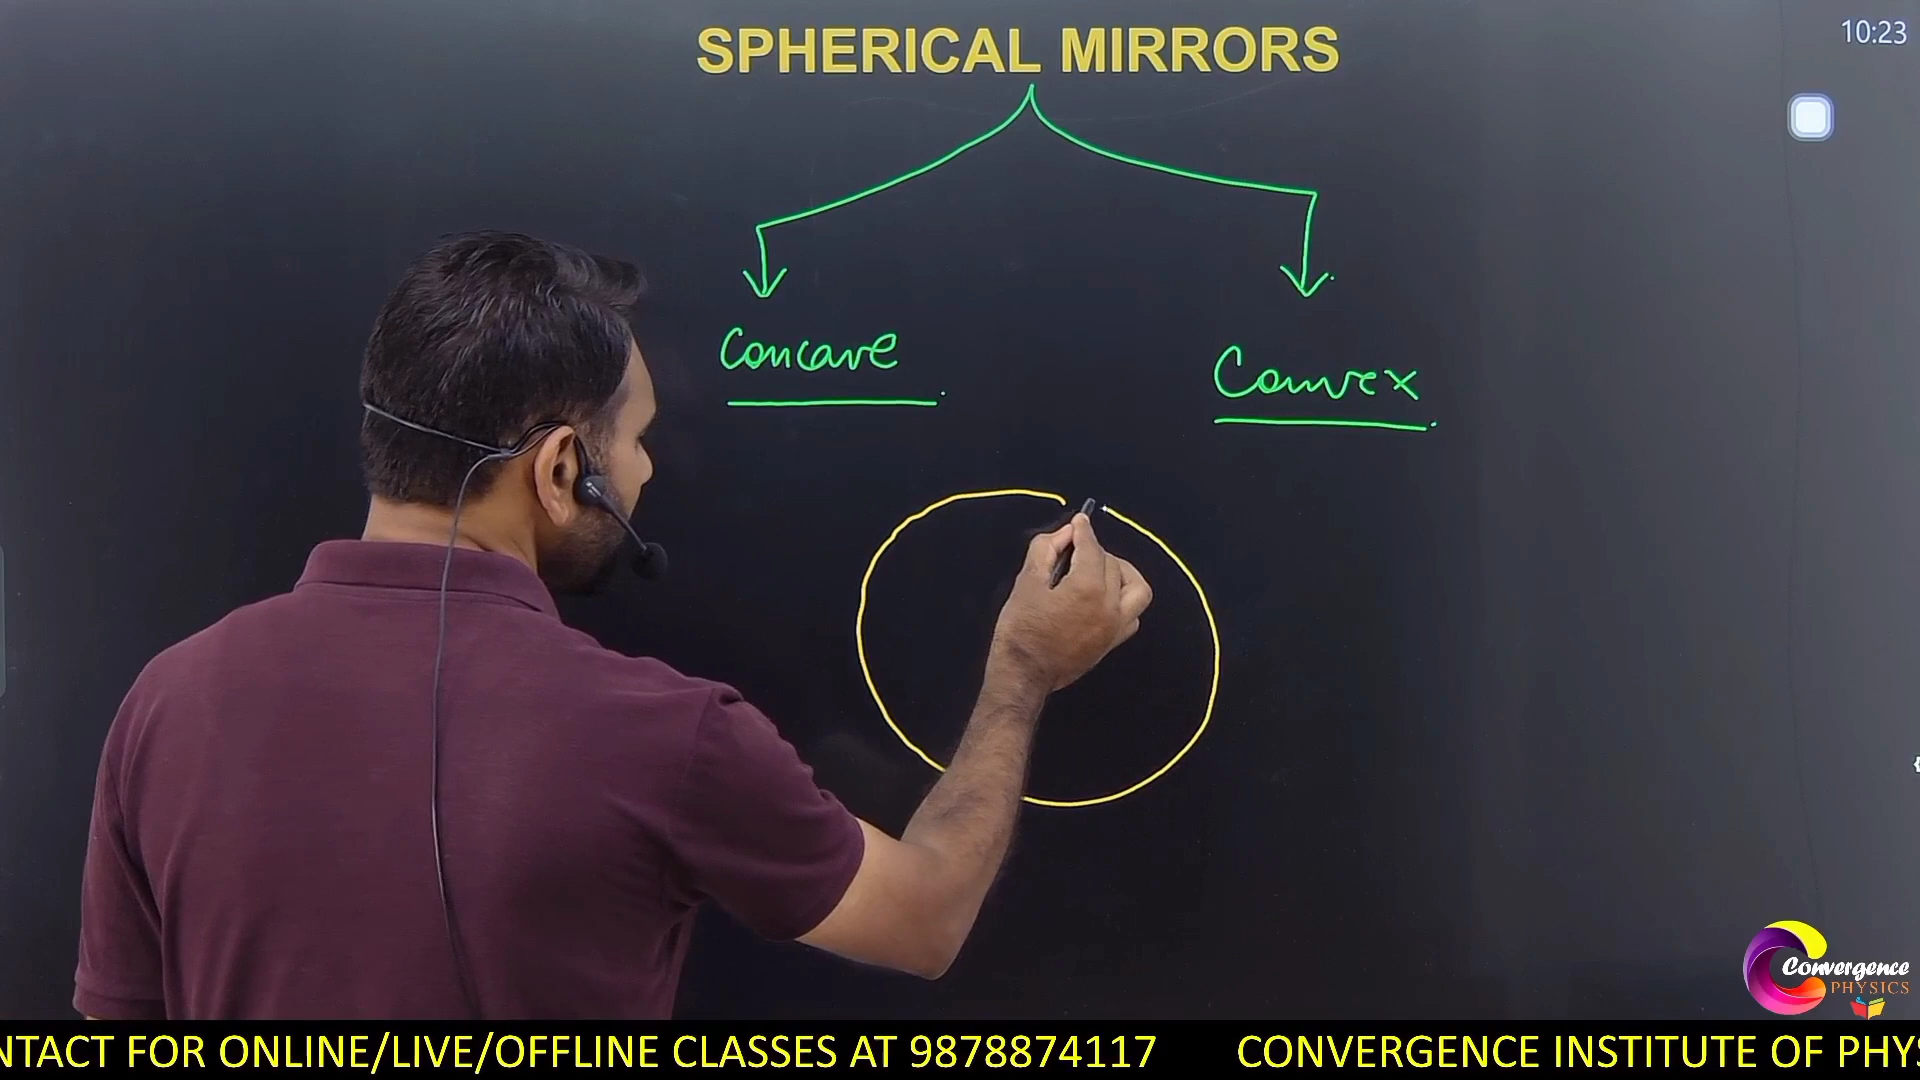 SPHERICAL MIRRORS
10:23
Concave
Convex
Convergence
PHYSICS
NTACT FOR ONLINE/LIVE/OFFLINE CLASSES AT 9878874117 CONVERGENCE INSTITUTE OF PHYS